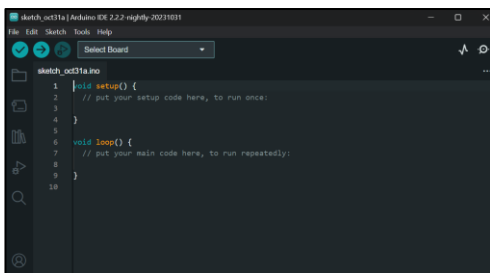 sketch_oct31a | Arduino IDE 2.2.2-nightly-20231031
File Edit Sketch Tools Help
Select Board
sketch_oct31a.ino
1 void setup() {
2 // put your setup code here, to run once:
3
4 }
5
6 void loop() {
7 // put your main code here, to run repeatedly:
8
9 }
10